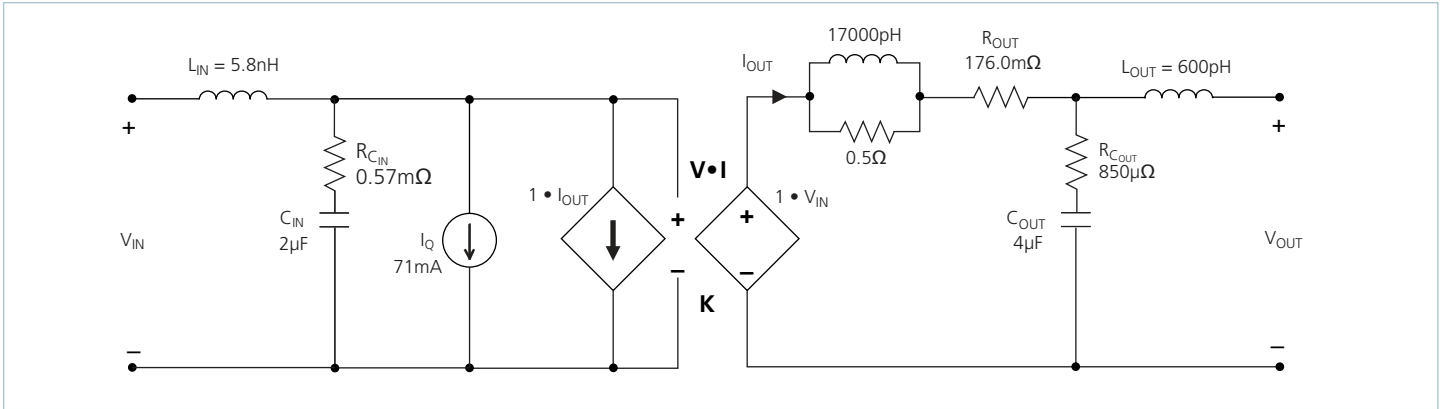 L_IN = 5.8nH
+
R_C_IN
0.57mΩ
C_IN
2µF
V_IN
I_Q
71mA
1 • I_OUT
V•I
+
−
K
+
−
1 • V_IN
I_OUT
17000pH
0.5Ω
R_OUT
176.0mΩ
L_OUT = 600pH
+
R_C_OUT
850µΩ
C_OUT
4µF
V_OUT
−
−